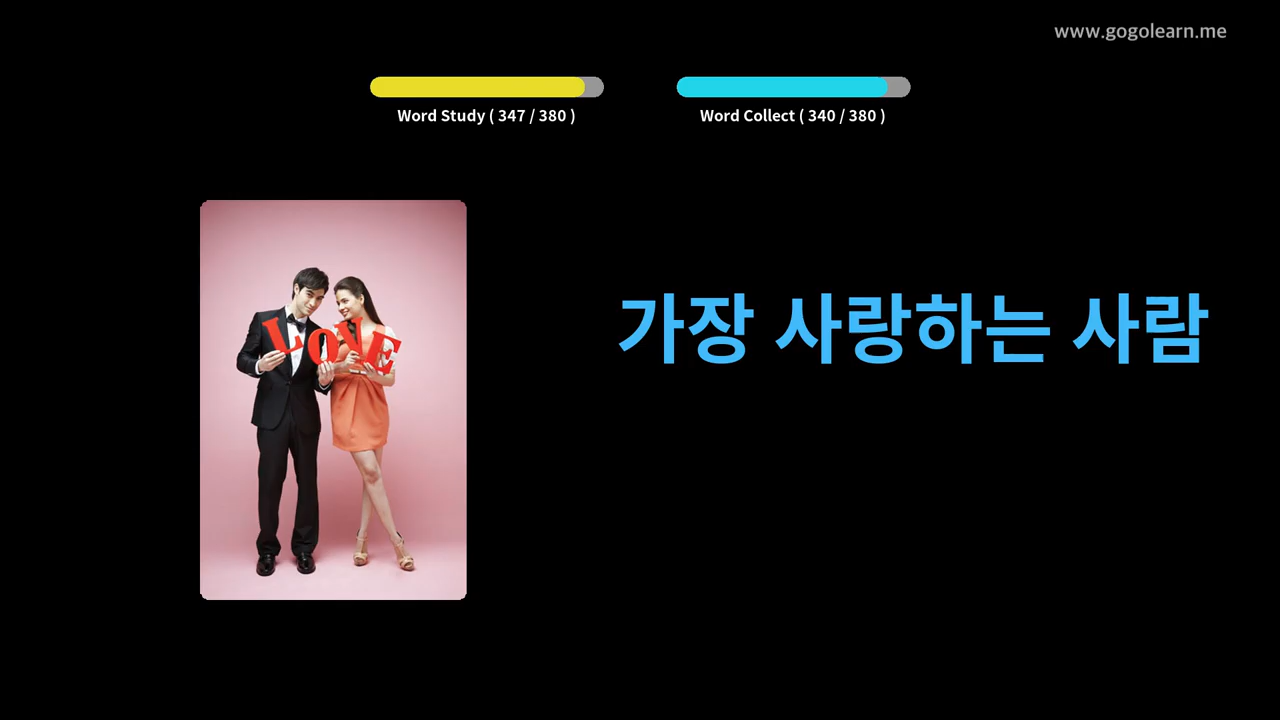 www.gogolearn.me
Word Study ( 347 / 380 )
Word Collect ( 340 / 380 )
LOVE
가장 사랑하는 사람